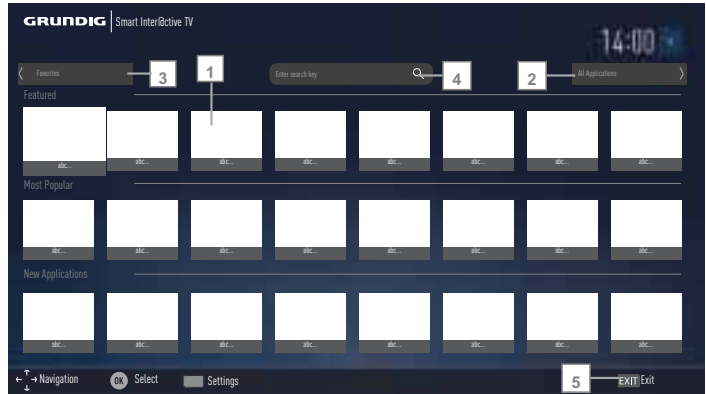 GRUNDIG Smart Inter@ctive TV
14:00
Favorites 3 1 Enter search key 4 2 All Applications
Featured
abc... abc... abc... abc... abc... abc... abc... abc...
Most Popular
abc... abc... abc... abc... abc... abc... abc... abc...
New Applications
abc... abc... abc... abc... abc... abc... abc... abc...
Navigation OK Select Settings 5 EXIT Exit